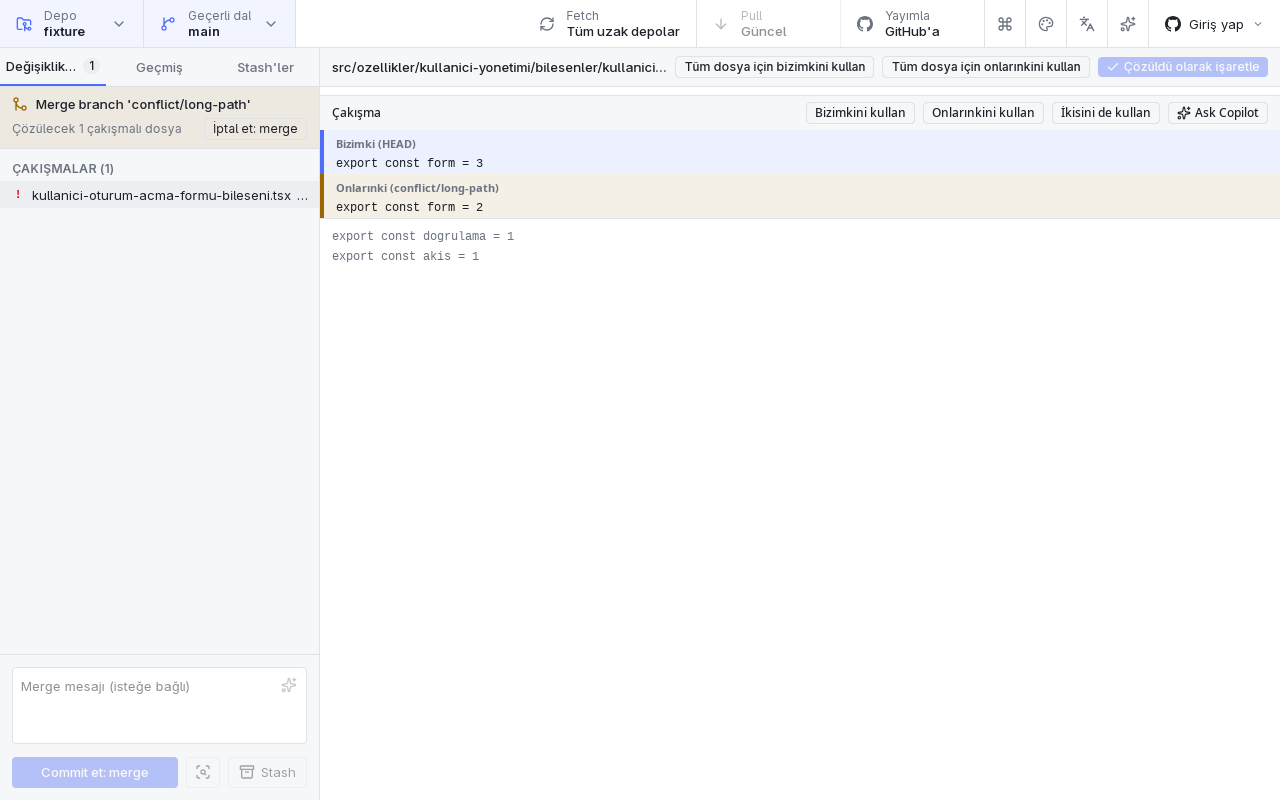 Depo
fixture
Geçerli dal
main
Fetch
Tüm uzak depolar
Pull
Güncel
Yayımla
GitHub'a
Giriş yap
Değişiklik… 1
Geçmiş
Stash'ler
src/ozellikler/kullanici-yonetimi/bilesenler/kullanici…
Tüm dosya için bizimkini kullan
Tüm dosya için onlarınkini kullan
Çözüldü olarak işaretle
Merge branch 'conflict/long-path'
Çözülecek 1 çakışmalı dosya
İptal et: merge
ÇAKIŞMALAR (1)
! kullanici-oturum-acma-formu-bileseni.tsx …
Çakışma
Bizimkini kullan
Onlarınkini kullan
İkisini de kullan
Ask Copilot
Bizimki (HEAD)
export const form = 3
Onlarınki (conflict/long-path)
export const form = 2
export const dogrulama = 1
export const akis = 1
Merge mesajı (isteğe bağlı)
Commit et: merge
Stash